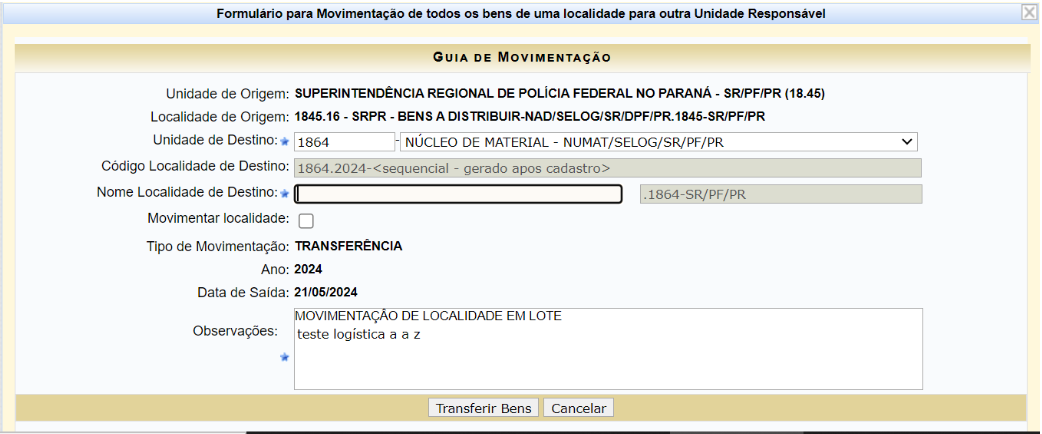 Formulário para Movimentação de todos os bens de uma localidade para outra Unidade Responsável
GUIA DE MOVIMENTAÇÃO
Unidade de Origem: SUPERINTENDÊNCIA REGIONAL DE POLÍCIA FEDERAL NO PARANÁ - SR/PF/PR (18.45)
Localidade de Origem: 1845.16 - SRPR - BENS A DISTRIBUIR-NAD/SELOG/SR/DPF/PR.1845-SR/PF/PR
Unidade de Destino: 1864 - NÚCLEO DE MATERIAL - NUMAT/SELOG/SR/PF/PR
Código Localidade de Destino: 1864.2024-<sequencial - gerado apos cadastro>
Nome Localidade de Destino: .1864-SR/PF/PR
Movimentar localidade:
Tipo de Movimentação: TRANSFERÊNCIA
Ano: 2024
Data de Saída: 21/05/2024
Observações: MOVIMENTAÇÃO DE LOCALIDADE EM LOTE
teste logística a a z
Transferir Bens Cancelar